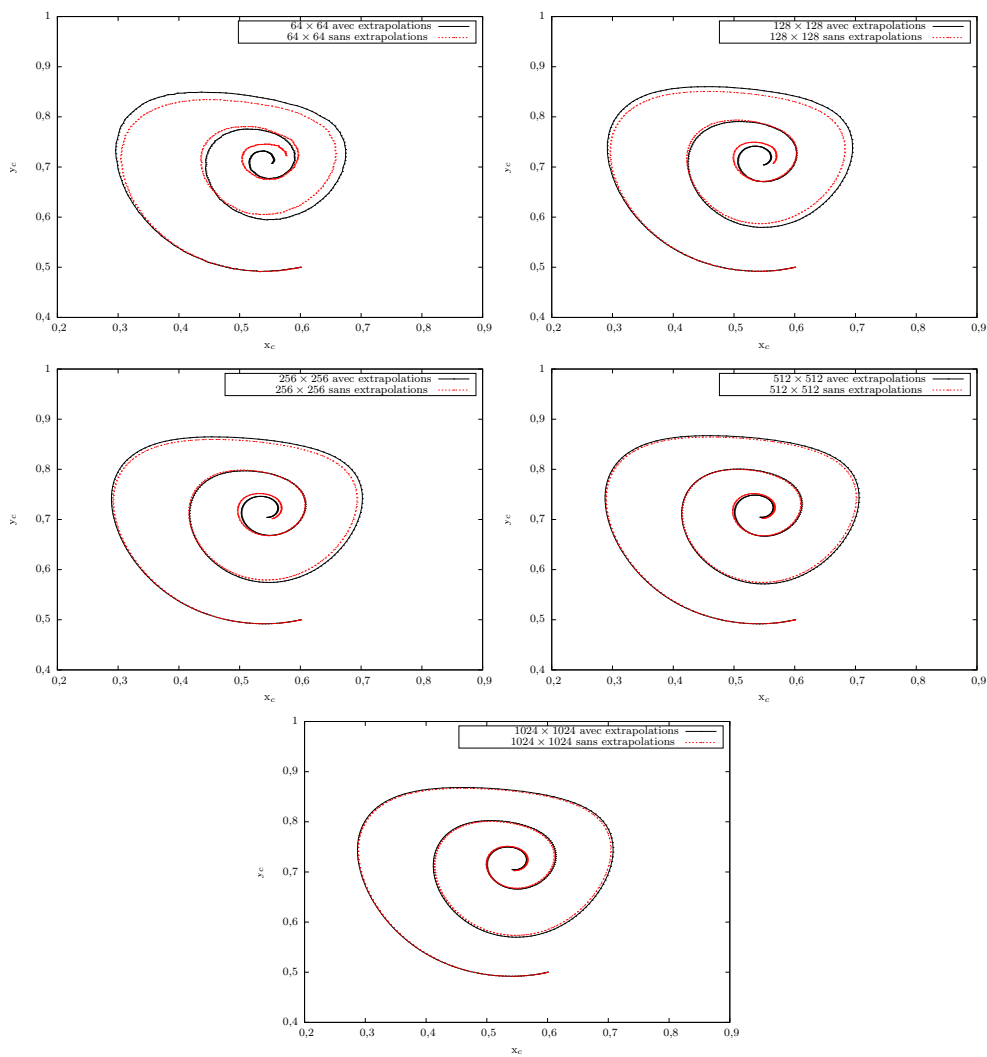 64 × 64 avec extrapolations
64 × 64 sans extrapolations
1
0,9
0,8
0,7
0,6
0,5
0,4
y_c
0,2 0,3 0,4 0,5 0,6 0,7 0,8 0,9
x_c
128 × 128 avec extrapolations
128 × 128 sans extrapolations
1
0,9
0,8
0,7
0,6
0,5
0,4
y_c
0,2 0,3 0,4 0,5 0,6 0,7 0,8 0,9
x_c
256 × 256 avec extrapolations
256 × 256 sans extrapolations
1
0,9
0,8
0,7
0,6
0,5
0,4
y_c
0,2 0,3 0,4 0,5 0,6 0,7 0,8 0,9
x_c
512 × 512 avec extrapolations
512 × 512 sans extrapolations
1
0,9
0,8
0,7
0,6
0,5
0,4
y_c
0,2 0,3 0,4 0,5 0,6 0,7 0,8 0,9
x_c
1024 × 1024 avec extrapolations
1024 × 1024 sans extrapolations
1
0,9
0,8
0,7
0,6
0,5
0,4
y_c
0,2 0,3 0,4 0,5 0,6 0,7 0,8 0,9
x_c